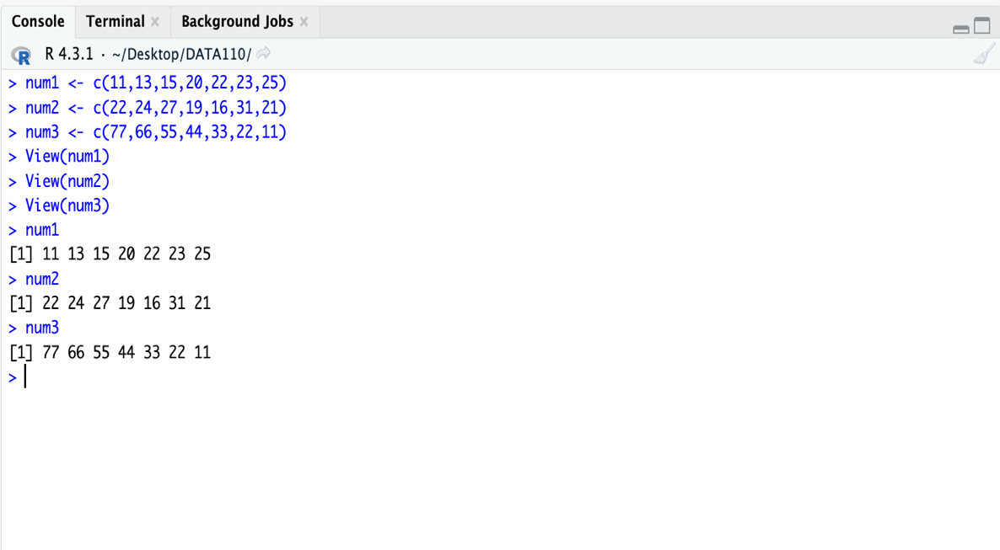 Console Terminal × Background Jobs ×
R R 4.3.1 · ~/Desktop/DATA110/
> num1 <- c(11,13,15,20,22,23,25)
> num2 <- c(22,24,27,19,16,31,21)
> num3 <- c(77,66,55,44,33,22,11)
> View(num1)
> View(num2)
> View(num3)
> num1
[1] 11 13 15 20 22 23 25
> num2
[1] 22 24 27 19 16 31 21
> num3
[1] 77 66 55 44 33 22 11
>